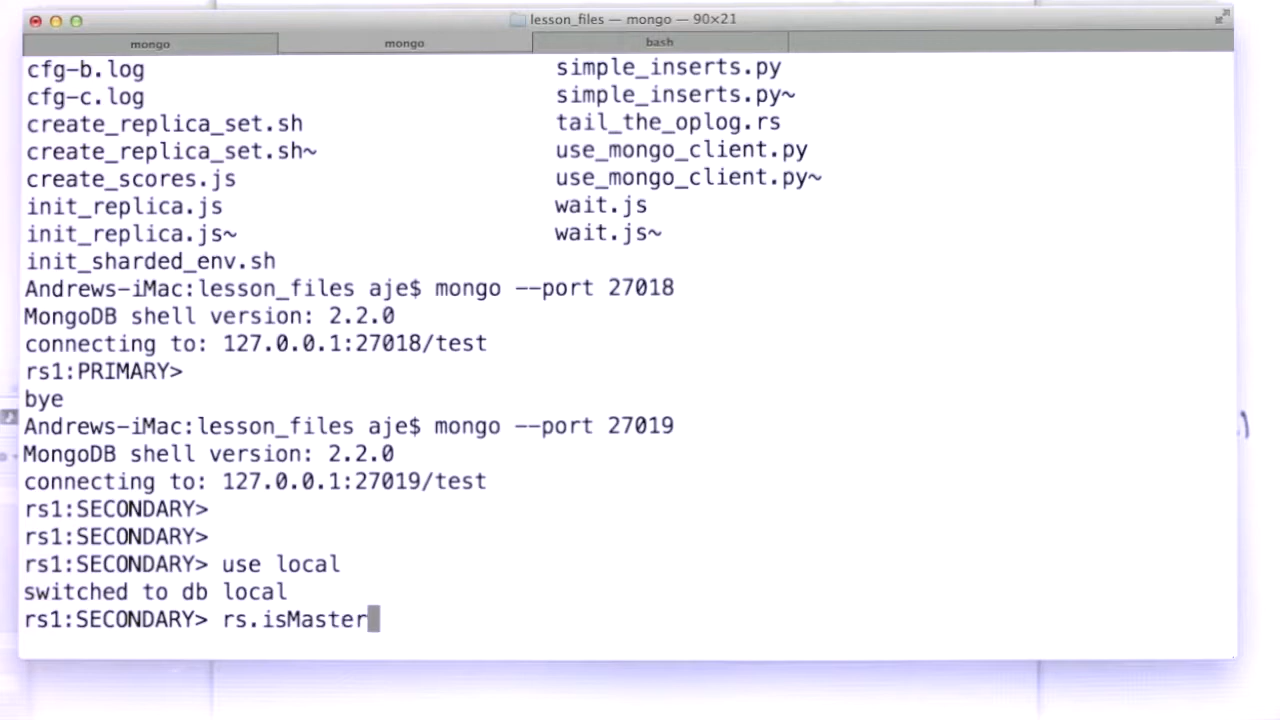 lesson_files — mongo — 90×21
mongo mongo bash
cfg-b.log simple_inserts.py
cfg-c.log simple_inserts.py~
create_replica_set.sh tail_the_oplog.rs
create_replica_set.sh~ use_mongo_client.py
create_scores.js use_mongo_client.py~
init_replica.js wait.js
init_replica.js~ wait.js~
init_sharded_env.sh
Andrews-iMac:lesson_files aje$ mongo --port 27018
MongoDB shell version: 2.2.0
connecting to: 127.0.0.1:27018/test
rs1:PRIMARY>
bye
Andrews-iMac:lesson_files aje$ mongo --port 27019
MongoDB shell version: 2.2.0
connecting to: 127.0.0.1:27019/test
rs1:SECONDARY>
rs1:SECONDARY>
rs1:SECONDARY> use local
switched to db local
rs1:SECONDARY> rs.isMaster